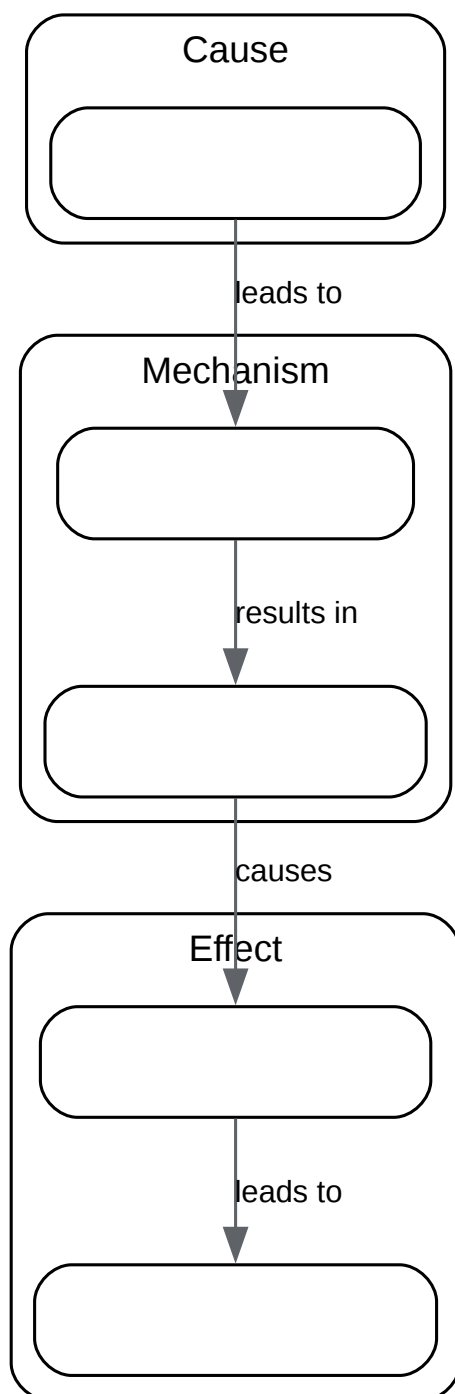 Cause
leads to
Mechanism
results in
causes
Effect
leads to